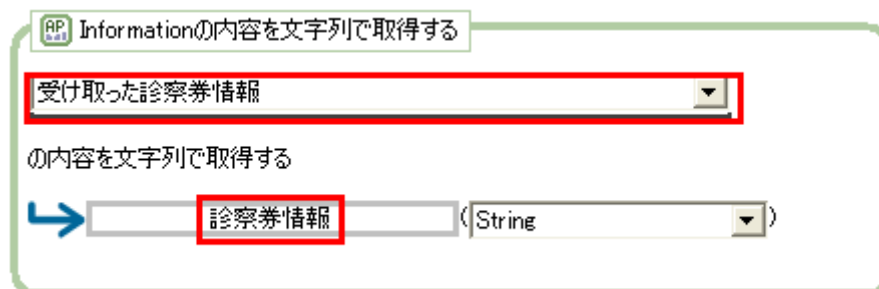 AP Informationの内容を文字列で取得する
受け取った診察券情報
の内容を文字列で取得する
診察券情報 (String)